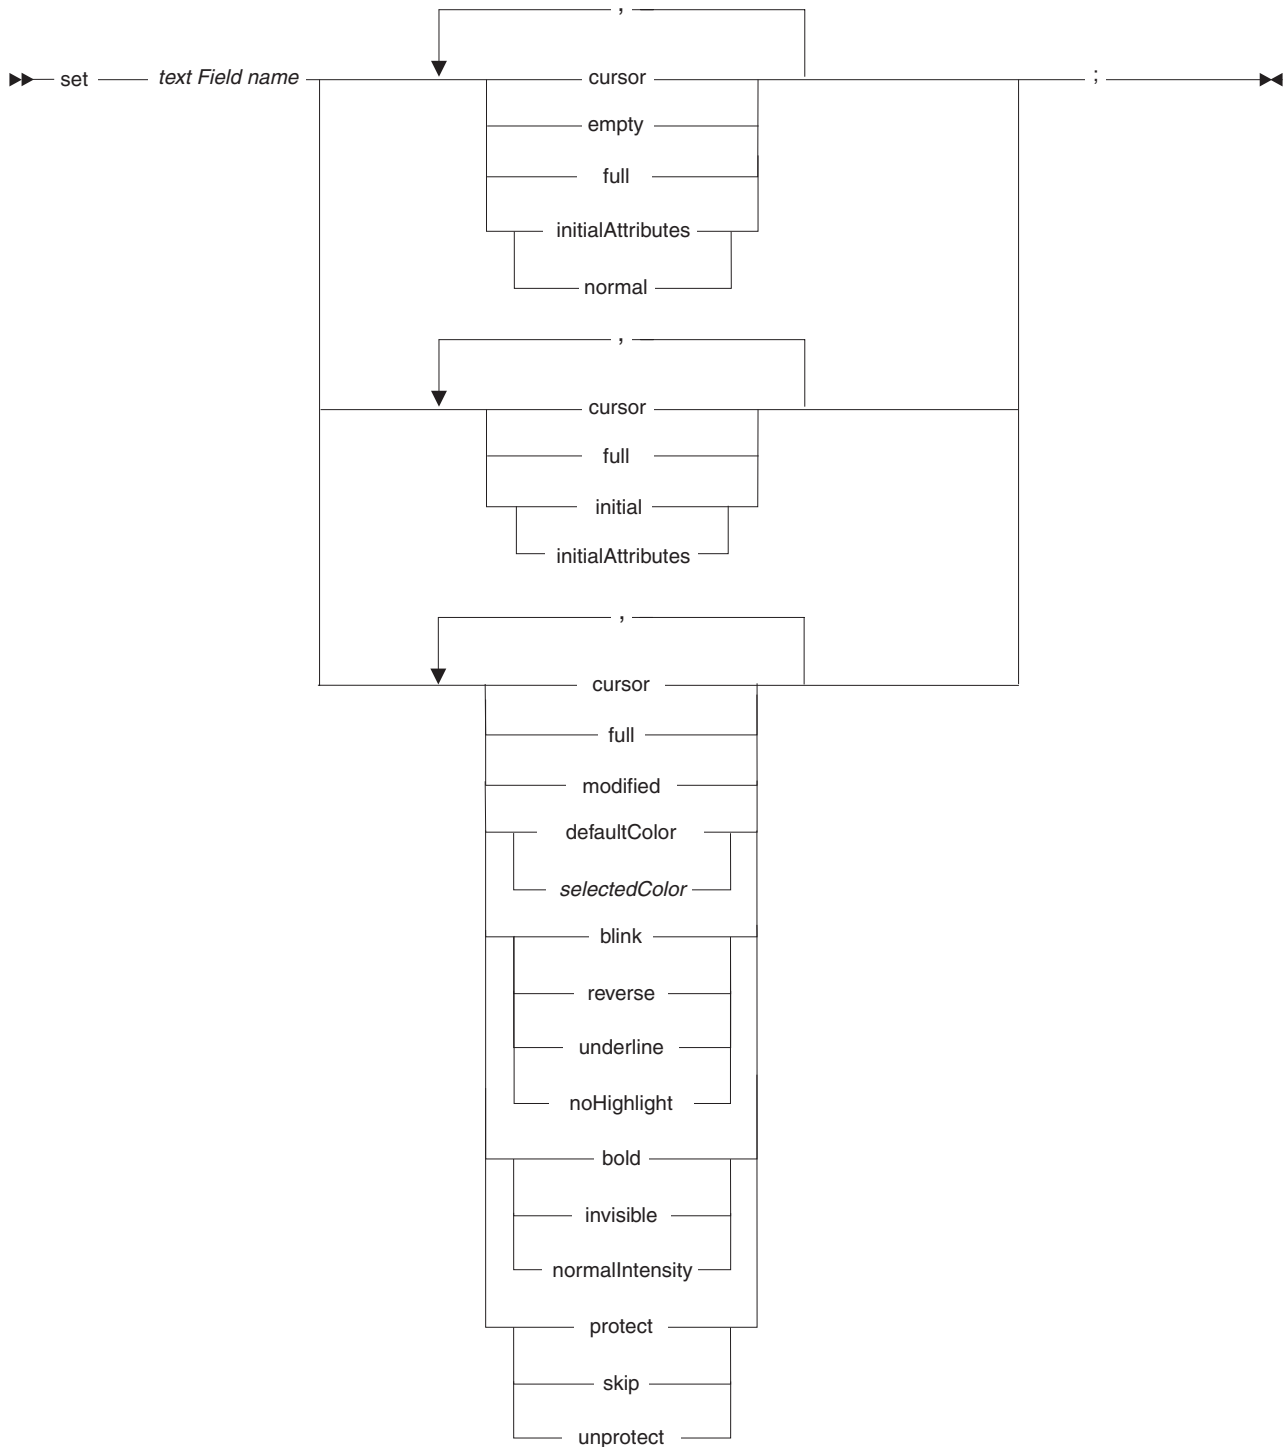 ,
set text Field name cursor ;
empty
full
initialAttributes
normal
,
cursor
full
initial
initialAttributes
,
cursor
full
modified
defaultColor
selectedColor
blink
reverse
underline
noHighlight
bold
invisible
normalIntensity
protect
skip
unprotect